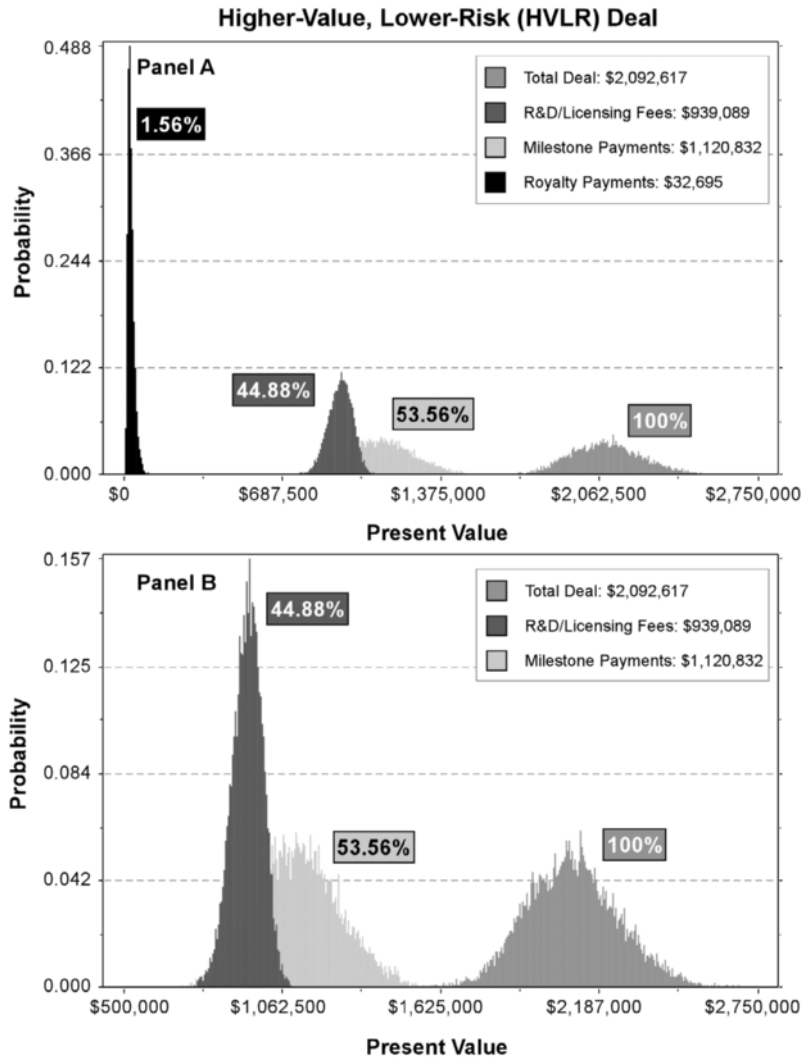 Higher-Value, Lower-Risk (HVLR) Deal
0.488
Panel A
1.56%
Total Deal: $2,092,617
R&D/Licensing Fees: $939,089
Milestone Payments: $1,120,832
Royalty Payments: $32,695
0.366
0.244
0.122
0.000
Probability
44.88%
53.56%
100%
$0
$687,500
$1,375,000
$2,062,500
$2,750,000
Present Value
0.157
Panel B
44.88%
Total Deal: $2,092,617
R&D/Licensing Fees: $939,089
Milestone Payments: $1,120,832
0.125
0.084
0.042
0.000
Probability
53.56%
100%
$500,000
$1,062,500
$1,625,000
$2,187,000
$2,750,000
Present Value